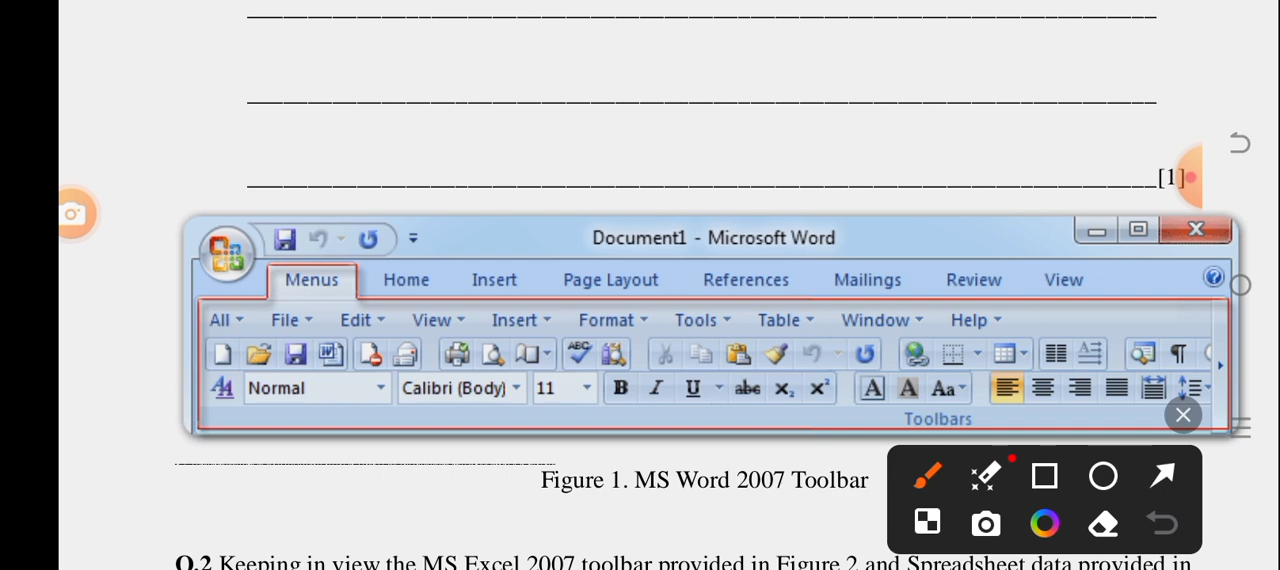 [1]
Document1 - Microsoft Word
Menus Home Insert Page Layout References Mailings Review View
All File Edit View Insert Format Tools Table Window Help
ABC
Normal Calibri (Body) 11 B I U abc X₂ X² A A Aa
Toolbars
Figure 1. MS Word 2007 Toolbar
Q.2 Keeping in view the MS Excel 2007 toolbar provided in Figure 2 and Spreadsheet data provided in